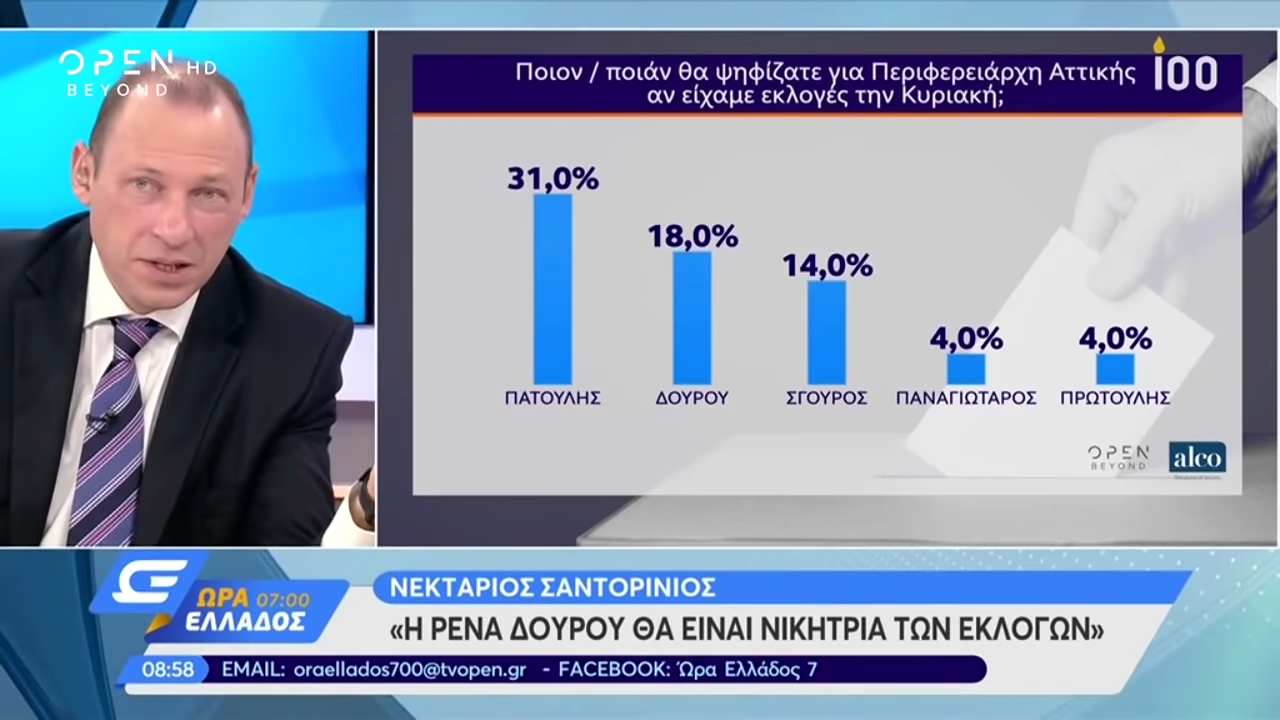 OPEN HD
BEYOND
Ποιον / ποιάν θα ψηφίζατε για Περιφερειάρχη Αττικής
αν είχαμε εκλογές την Κυριακή;
100
31,0%
18,0%
14,0%
4,0%
4,0%
ΠΑΤΟΥΛΗΣ
ΔΟΥΡΟΥ
ΣΓΟΥΡΟΣ
ΠΑΝΑΓΙΩΤΑΡΟΣ
ΠΡΩΤΟΥΛΗΣ
OPEN
BEYOND
alco
ΩΡΑ 07:00
ΕΛΛΑΔΟΣ
ΝΕΚΤΑΡΙΟΣ ΣΑΝΤΟΡΙΝΙΟΣ
«Η ΡΕΝΑ ΔΟΥΡΟΥ ΘΑ ΕΙΝΑΙ ΝΙΚΗΤΡΙΑ ΤΩΝ ΕΚΛΟΓΩΝ»
08:58 EMAIL: oraellados700@tvopen.gr - FACEBOOK: Ώρα Ελλάδος 7